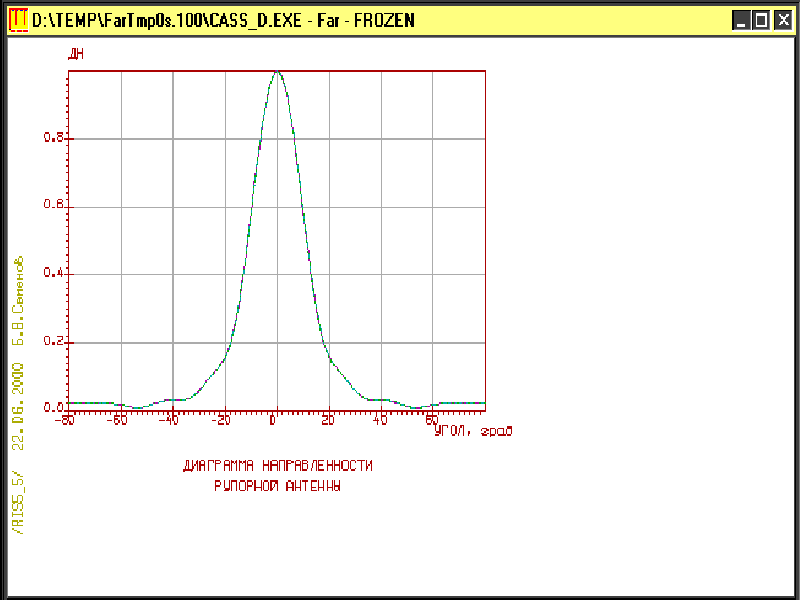 D:\TEMP\FarTmp0s.100\CASS_D.EXE - Far - FROZEN
ДН
0.8
0.6
0.4
0.2
0.0
-80 -60 -40 -20 0 20 40 60
УГОЛ, град
ДИАГРАММА НАПРАВЛЕННОСТИ
РУПОРНОЙ АНТЕННЫ
/RIS5_5/ 22.06.2000 Б.В.Семенов